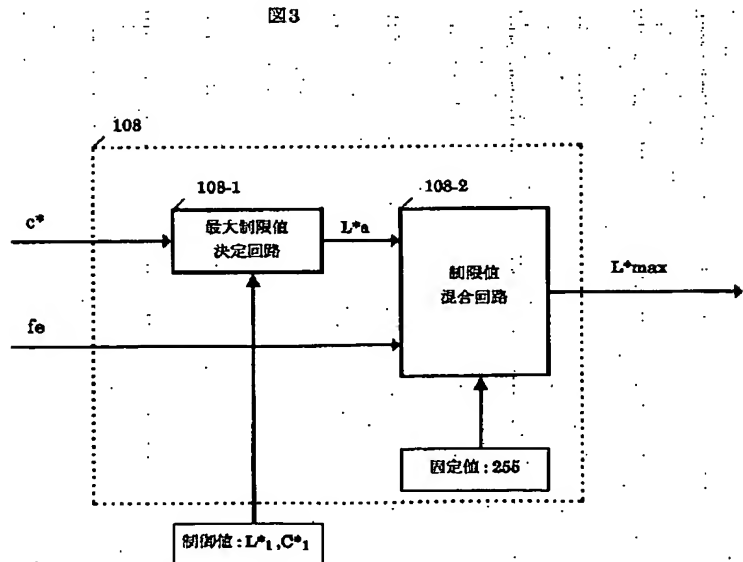 図3
108
108-1
108-2
c*
最大制限値
決定回路
L*a
制限値
混合回路
L*max
fe
固定値:255
制御値:L*1,C*1